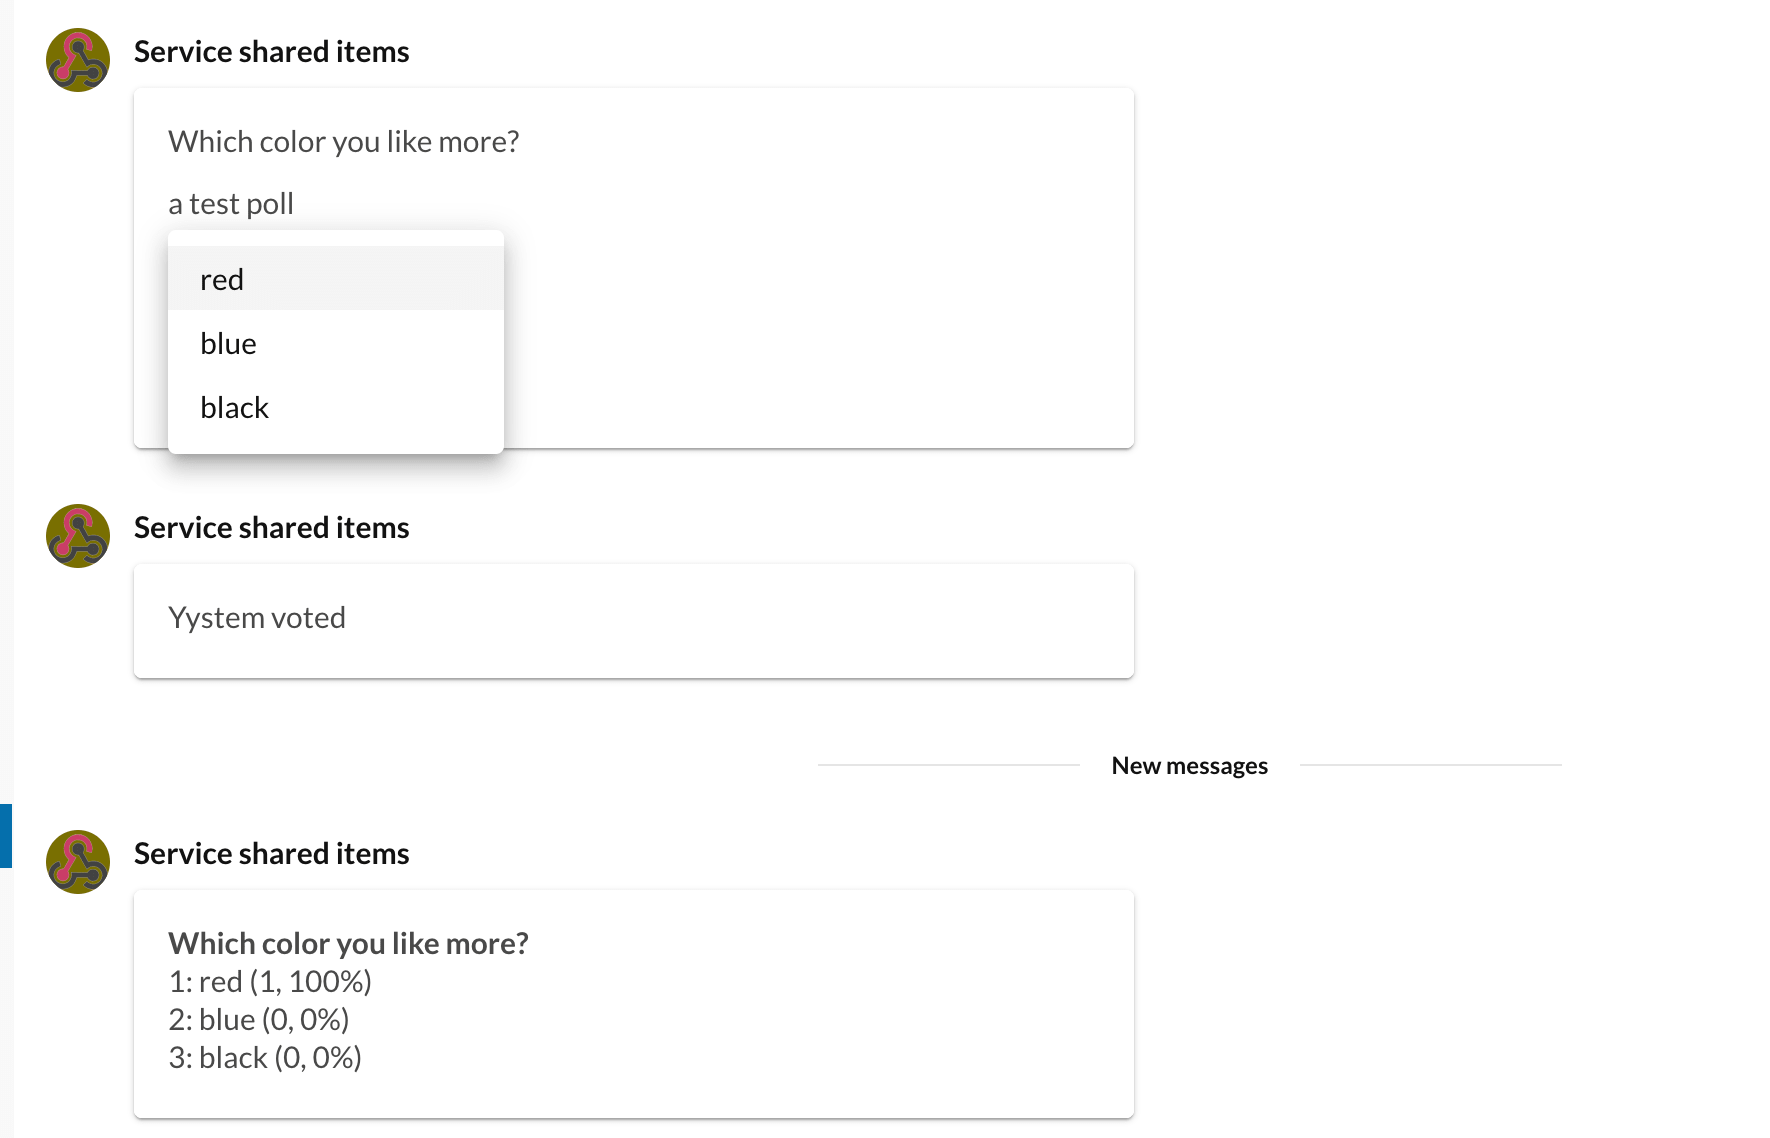 Service shared items
Which color you like more?
a test poll
red
blue
black
Service shared items
Yystem voted
New messages
Service shared items
Which color you like more?
1: red (1, 100%)
2: blue (0, 0%)
3: black (0, 0%)